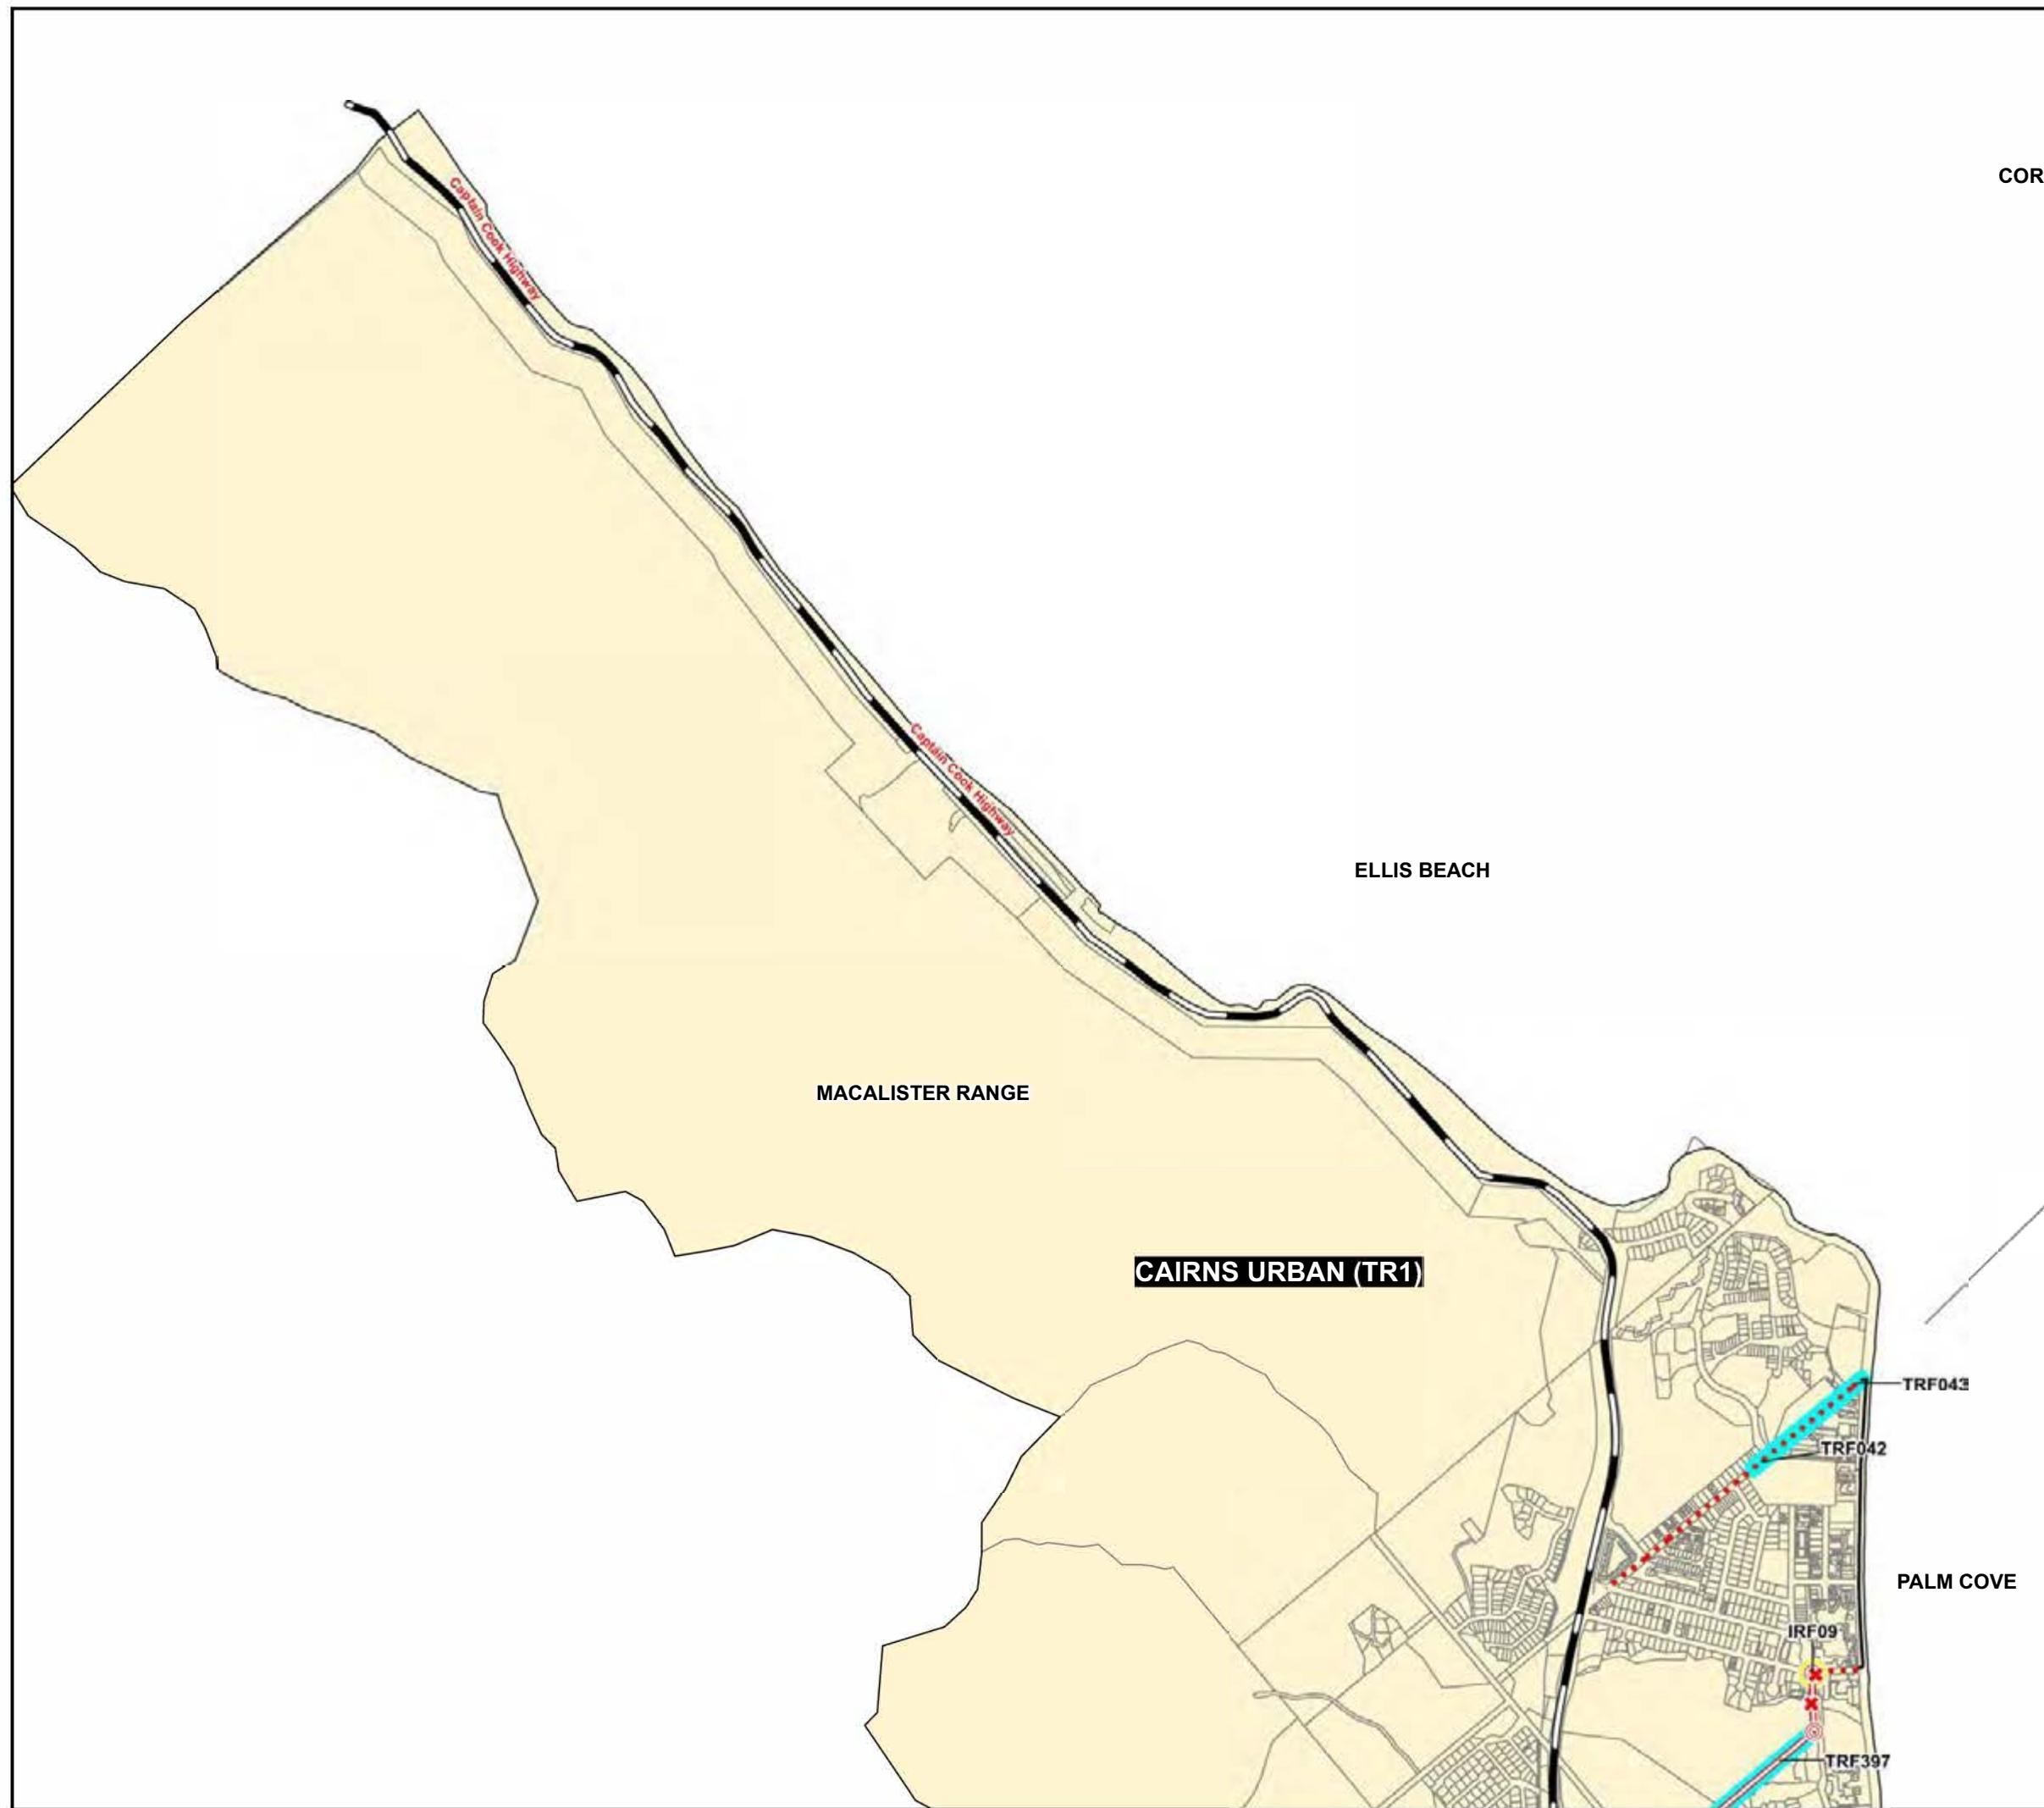 COR
Captain Cook Highway
Captain Cook Highway
ELLIS BEACH
MACALISTER RANGE
CAIRNS URBAN (TR1)
TRF043
TRF042
PALM COVE
IRF09
TRF397